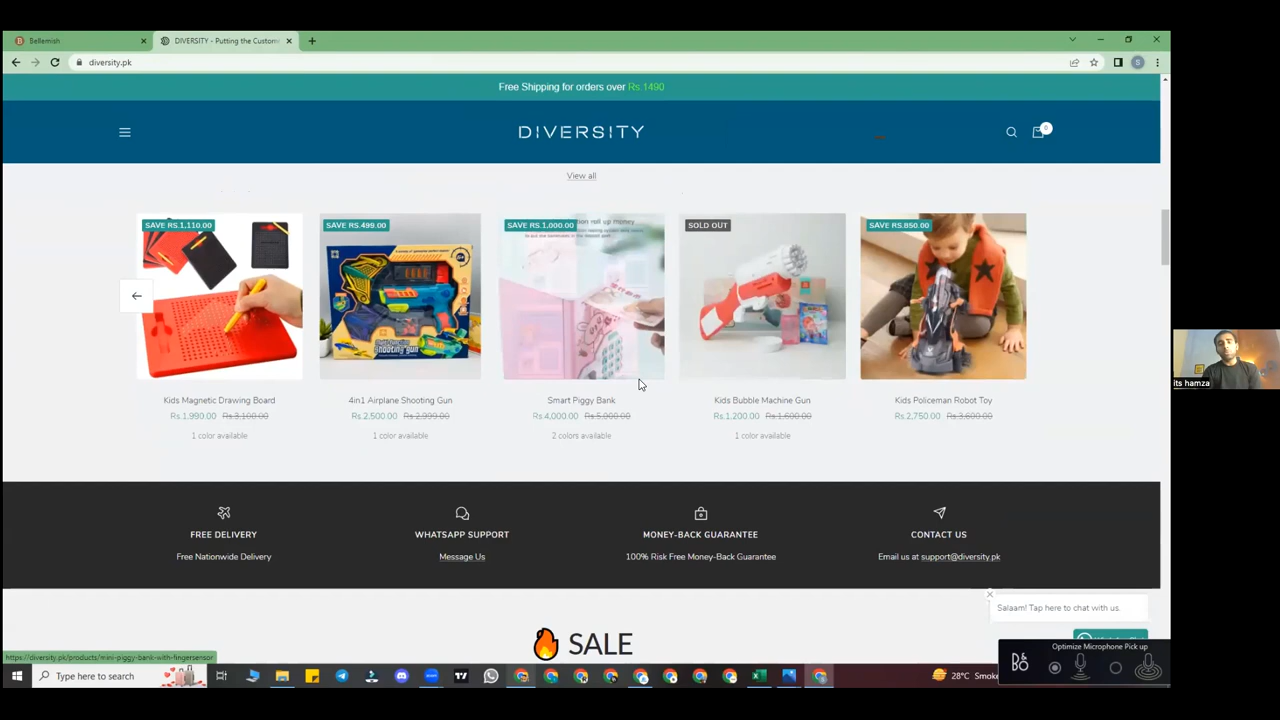 Bellemish
DIVERSITY - Putting the Custom
diversity.pk
Free Shipping for orders over Rs.1490
DIVERSITY
0
View all
SAVE RS.1,110.00
SAVE RS.499.00
SAVE RS.1,000.00
SOLD OUT
SAVE RS.850.00
Shooting gun
its hamza
Kids Magnetic Drawing Board
4in1 Airplane Shooting Gun
Smart Piggy Bank
Kids Bubble Machine Gun
Kids Policeman Robot Toy
Rs.1,990.00 Rs.3,100.00
Rs.2,500.00 Rs.2,999.00
Rs.4,000.00 Rs.5,000.00
Rs.1,200.00 Rs.1,600.00
Rs.2,750.00 Rs.3,600.00
1 color available
1 color available
2 colors available
1 color available
FREE DELIVERY
WHATSAPP SUPPORT
MONEY-BACK GUARANTEE
CONTACT US
Free Nationwide Delivery
Message Us
100% Risk Free Money-Back Guarantee
Email us at support@diversity.pk
Salaam! Tap here to chat with us.
SALE
Optimize Microphone Pick up
https://diversity.pk/products/mini-piggy-bank-with-fingersensor
Type here to search
28°C Smok